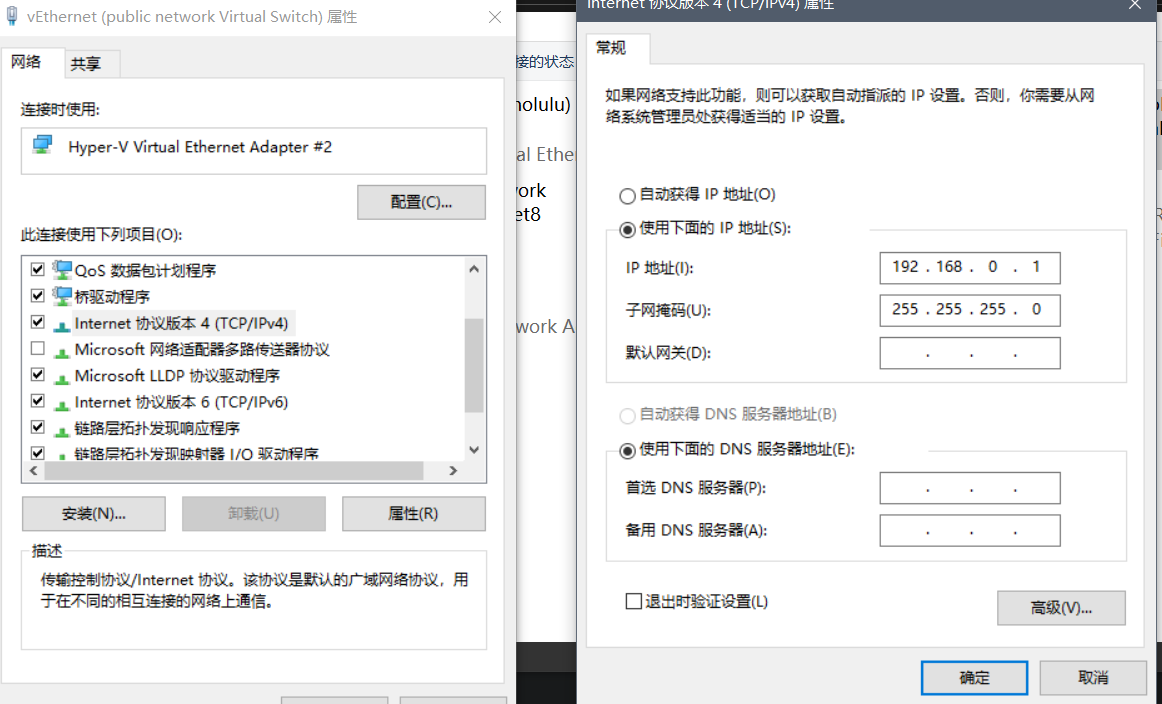 vEthernet (public network Virtual Switch) 属性
网络
共享
连接时使用:
Hyper-V Virtual Ethernet Adapter #2
配置(C)...
此连接使用下列项目(O):
QoS 数据包计划程序
桥驱动程序
Internet 协议版本 4 (TCP/IPv4)
Microsoft 网络适配器多路传送器协议
Microsoft LLDP 协议驱动程序
Internet 协议版本 6 (TCP/IPv6)
链路层拓扑发现响应程序
链路层拓扑发现映射器 I/O 驱动程序
安装(N)...
卸载(U)
属性(R)
描述
传输控制协议/Internet 协议。该协议是默认的广域网络协议，用
于在不同的相互连接的网络上通信。
接的状态
nolulu)
al Ether
work
et8
work A
Internet 协议版本 4 (TCP/IPv4) 属性
常规
如果网络支持此功能，则可以获取自动指派的 IP 设置。否则，你需要从网
络系统管理员处获得适当的 IP 设置。
自动获得 IP 地址(O)
使用下面的 IP 地址(S):
IP 地址(I):
192 . 168 . 0 . 1
子网掩码(U):
255 . 255 . 255 . 0
默认网关(D):
. . .
自动获得 DNS 服务器地址(B)
使用下面的 DNS 服务器地址(E):
首选 DNS 服务器(P):
. . .
备用 DNS 服务器(A):
. . .
退出时验证设置(L)
高级(V)...
确定
取消